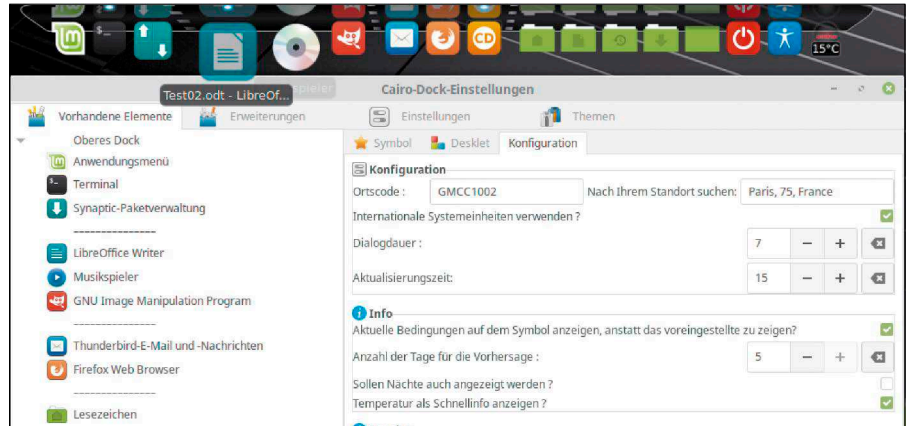 $_
CD
15°C
Test02.odt - LibreOf...
Cairo-Dock-Einstellungen
Vorhandene Elemente
Erweiterungen
Einstellungen
Themen
Oberes Dock
Anwendungsmenü
Terminal
Synaptic-Paketverwaltung
---------------
LibreOffice Writer
Musikspieler
GNU Image Manipulation Program
---------------
Thunderbird-E-Mail und -Nachrichten
Firefox Web Browser
---------------
Lesezeichen
Symbol Desklet Konfiguration
Konfiguration
Ortscode : GMCC1002 Nach Ihrem Standort suchen: Paris, 75, France
Internationale Systemeinheiten verwenden ?
Dialogdauer : 7 − +
Aktualisierungszeit: 15 − +
Info
Aktuelle Bedingungen auf dem Symbol anzeigen, anstatt das voreingestellte zu zeigen?
Anzahl der Tage für die Vorhersage : 5 − +
Sollen Nächte auch angezeigt werden ?
Temperatur als Schnellinfo anzeigen ?